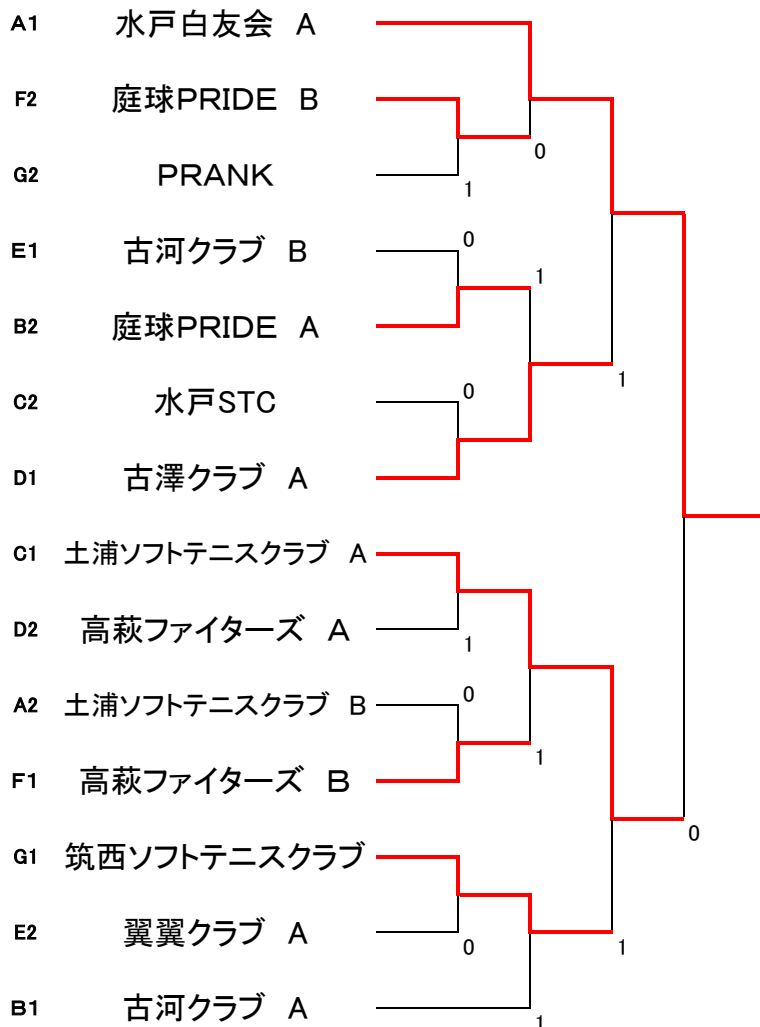 A1 水戸白友会 A
F2 庭球PRIDE B
0
G2 PRANK
1
0
E1 古河クラブ B
1
B2 庭球PRIDE A
1
0
C2 水戸STC
D1 古澤クラブ A
C1 土浦ソフトテニスクラブ A
D2 高萩ファイターズ A
1
0
A2 土浦ソフトテニスクラブ B
1
F1 高萩ファイターズ B
0
G1 筑西ソフトテニスクラブ
E2 翼翼クラブ A
0
1
B1 古河クラブ A
1